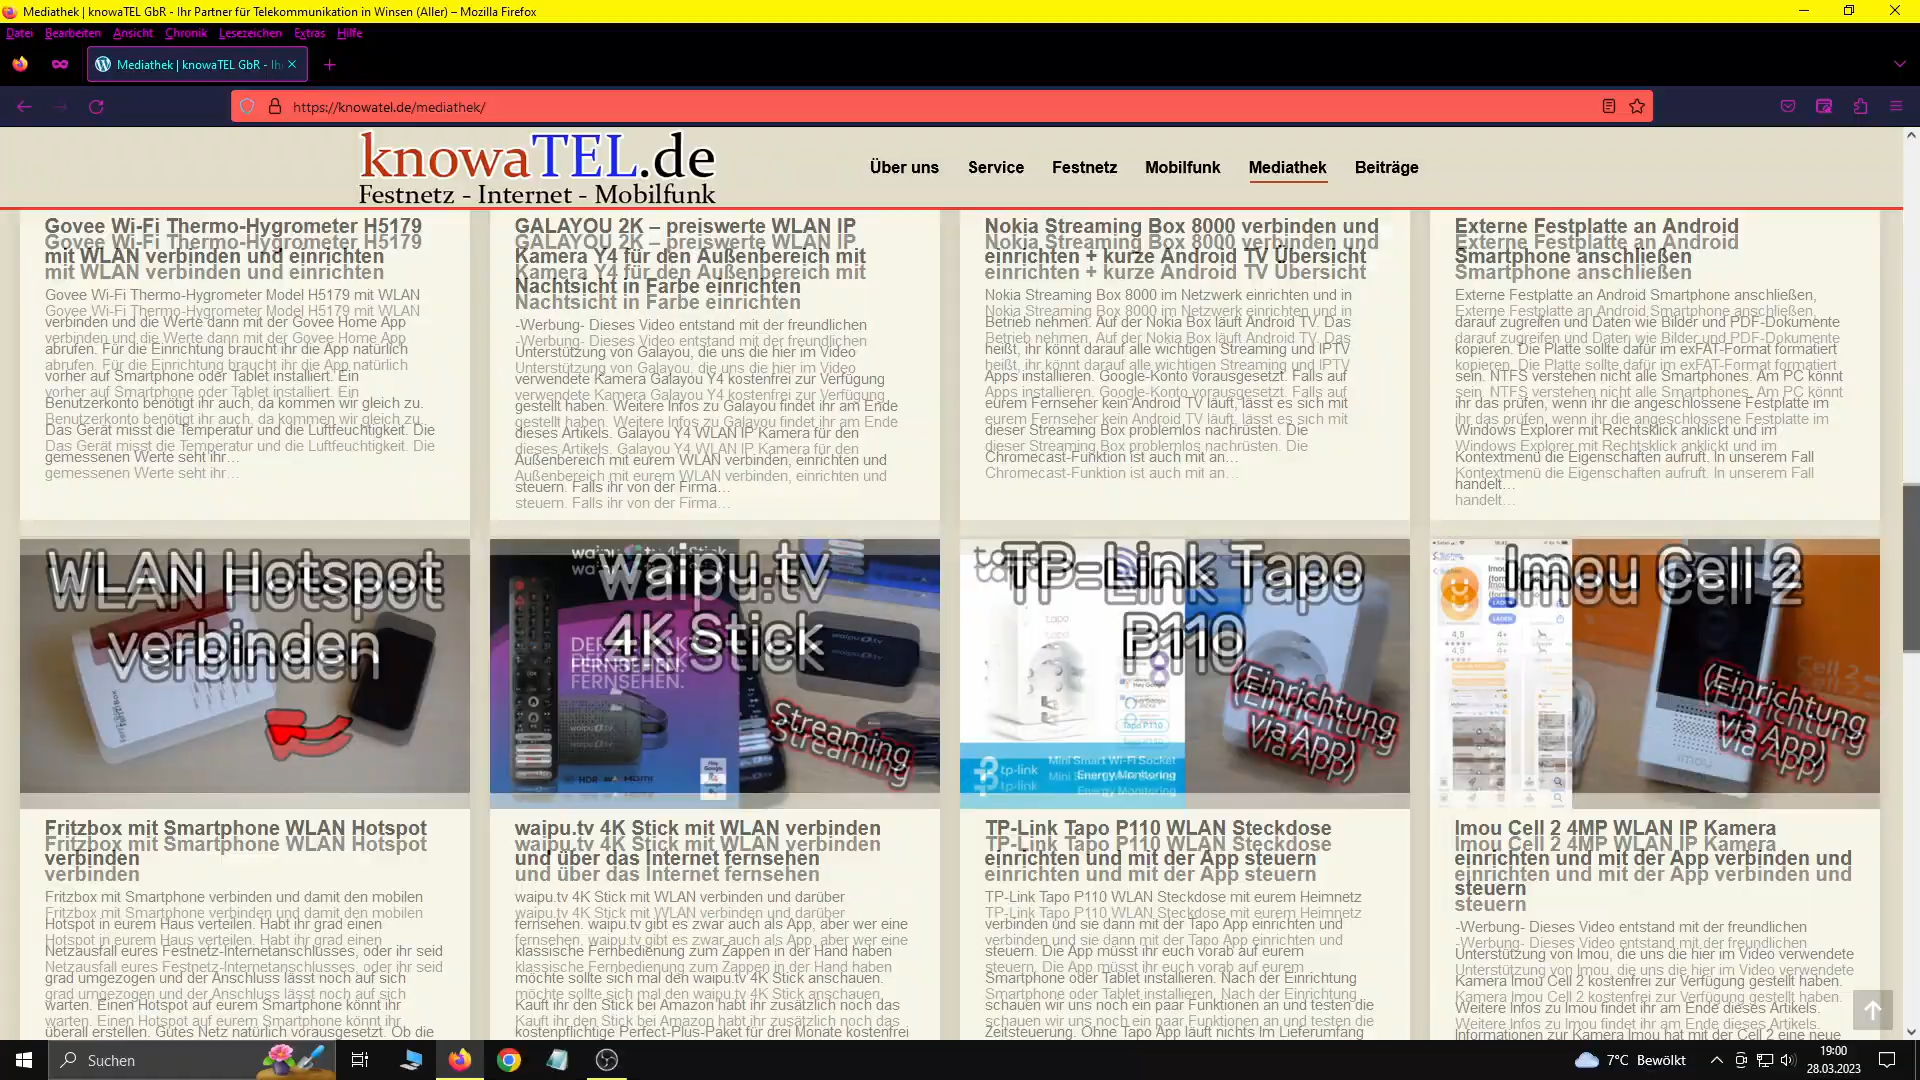 Mediathek | knowaTEL GbR - Ihr Partner für Telekommunikation in Winsen (Aller) – Mozilla Firefox
Datei Bearbeiten Ansicht Chronik Lesezeichen Extras Hilfe
Mediathek | knowaTEL GbR - Ih
https://knowatel.de/mediathek/
knowaTEL.de
Festnetz - Internet - Mobilfunk
Über uns Service Festnetz Mobilfunk Mediathek Beiträge
Govee Wi-Fi Thermo-Hygrometer H5179
mit WLAN verbinden und einrichten
Govee Wi-Fi Thermo-Hygrometer Model H5179 mit WLAN
verbinden und die Werte dann mit der Govee Home App
abrufen. Für die Einrichtung braucht ihr die App natürlich
vorher auf Smartphone oder Tablet installiert. Ein
Benutzerkonto benötigt ihr auch, da kommen wir gleich zu.
Das Gerät misst die Temperatur und die Luftfeuchtigkeit. Die
gemessenen Werte seht ihr…
GALAYOU 2K – preiswerte WLAN IP
Kamera Y4 für den Außenbereich mit
Nachtsicht in Farbe einrichten
-Werbung- Dieses Video entstand mit der freundlichen
Unterstützung von Galayou, die uns die hier im Video
verwendete Kamera Galayou Y4 kostenfrei zur Verfügung
gestellt haben. Weitere Infos zu Galayou findet ihr am Ende
dieses Artikels. Galayou Y4 WLAN IP Kamera für den
Außenbereich mit eurem WLAN verbinden, einrichten und
steuern. Falls ihr von der Firma…
Nokia Streaming Box 8000 verbinden und
einrichten + kurze Android TV Übersicht
Nokia Streaming Box 8000 im Netzwerk einrichten und in
Betrieb nehmen. Auf der Nokia Box läuft Android TV. Das
heißt, ihr könnt darauf alle wichtigen Streaming und IPTV
Apps installieren. Google-Konto vorausgesetzt. Falls auf
eurem Fernseher kein Android TV läuft, lässt es sich mit
dieser Streaming Box problemlos nachrüsten. Die
Chromecast-Funktion ist auch mit an…
Externe Festplatte an Android
Smartphone anschließen
Externe Festplatte an Android Smartphone anschließen,
darauf zugreifen und Daten wie Bilder und PDF-Dokumente
kopieren. Die Platte sollte dafür im exFAT-Format formatiert
sein. NTFS verstehen nicht alle Smartphones. Am PC könnt
ihr das prüfen, wenn ihr die angeschlossene Festplatte im
Windows Explorer mit Rechtsklick anklickt und im
Kontextmenü die Eigenschaften aufruft. In unserem Fall
handelt…
WLAN Hotspot
verbinden
waipu.tv
4K Stick
FERNSEHEN.
Streaming
TP-Link Tapo
P110
(Einrichtung
via App)
tapo
tp-link
Mini Smart Wi-Fi Socket
Energy Monitoring
Imou Cell 2
(Einrichtung
via App)
Fritzbox mit Smartphone WLAN Hotspot
verbinden
Fritzbox mit Smartphone verbinden und damit den mobilen
Hotspot in eurem Haus verteilen. Habt ihr grad einen
Netzausfall eures Festnetz-Internetanschlusses, oder ihr seid
grad umgezogen und der Anschluss lässt noch auf sich
warten. Einen Hotspot auf eurem Smartphone könnt ihr
überall erstellen. Gutes Netz natürlich vorausgesetzt. Ob die
waipu.tv 4K Stick mit WLAN verbinden
und über das Internet fernsehen
waipu.tv 4K Stick mit WLAN verbinden und darüber
fernsehen. waipu.tv gibt es zwar auch als App, aber wer eine
klassische Fernbedienung zum Zappen in der Hand haben
möchte sollte sich mal den waipu.tv 4K Stick anschauen.
Kauft ihr den Stick bei Amazon habt ihr zusätzlich noch das
kostenpflichtige Perfect-Plus-Paket für drei Monate kostenfrei
TP-Link Tapo P110 WLAN Steckdose
einrichten und mit der App steuern
TP-Link Tapo P110 WLAN Steckdose mit eurem Heimnetz
verbinden und sie dann mit der Tapo App einrichten und
steuern. Die App müsst ihr euch vorab auf eurem
Smartphone oder Tablet installieren. Nach der Einrichtung
schauen wir uns noch ein paar Funktionen an und testen die
Zeitsteuerung. Ohne Tapo App läuft nichts Im Lieferumfang
Imou Cell 2 4MP WLAN IP Kamera
einrichten und mit der App verbinden und
steuern
-Werbung- Dieses Video entstand mit der freundlichen
Unterstützung von Imou, die uns die hier im Video verwendete
Kamera Imou Cell 2 kostenfrei zur Verfügung gestellt haben.
Weitere Infos zu Imou findet ihr am Ende dieses Artikels.
Informationen zur Kamera Imou Cell 2 Die Imou Cell 2 eine neue
Suchen
7°C Bewölkt
19:00
28.03.2023